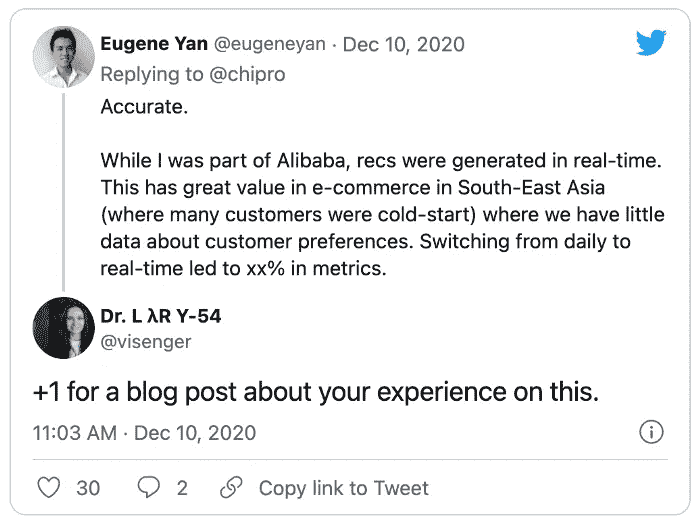 Eugene Yan @eugeneyan · Dec 10, 2020
Replying to @chipro
Accurate.
While I was part of Alibaba, recs were generated in real-time.
This has great value in e-commerce in South-East Asia
(where many customers were cold-start) where we have little
data about customer preferences. Switching from daily to
real-time led to xx% in metrics.
Dr. L λR Y-54
@visenger
+1 for a blog post about your experience on this.
11:03 AM · Dec 10, 2020
30 2 Copy link to Tweet